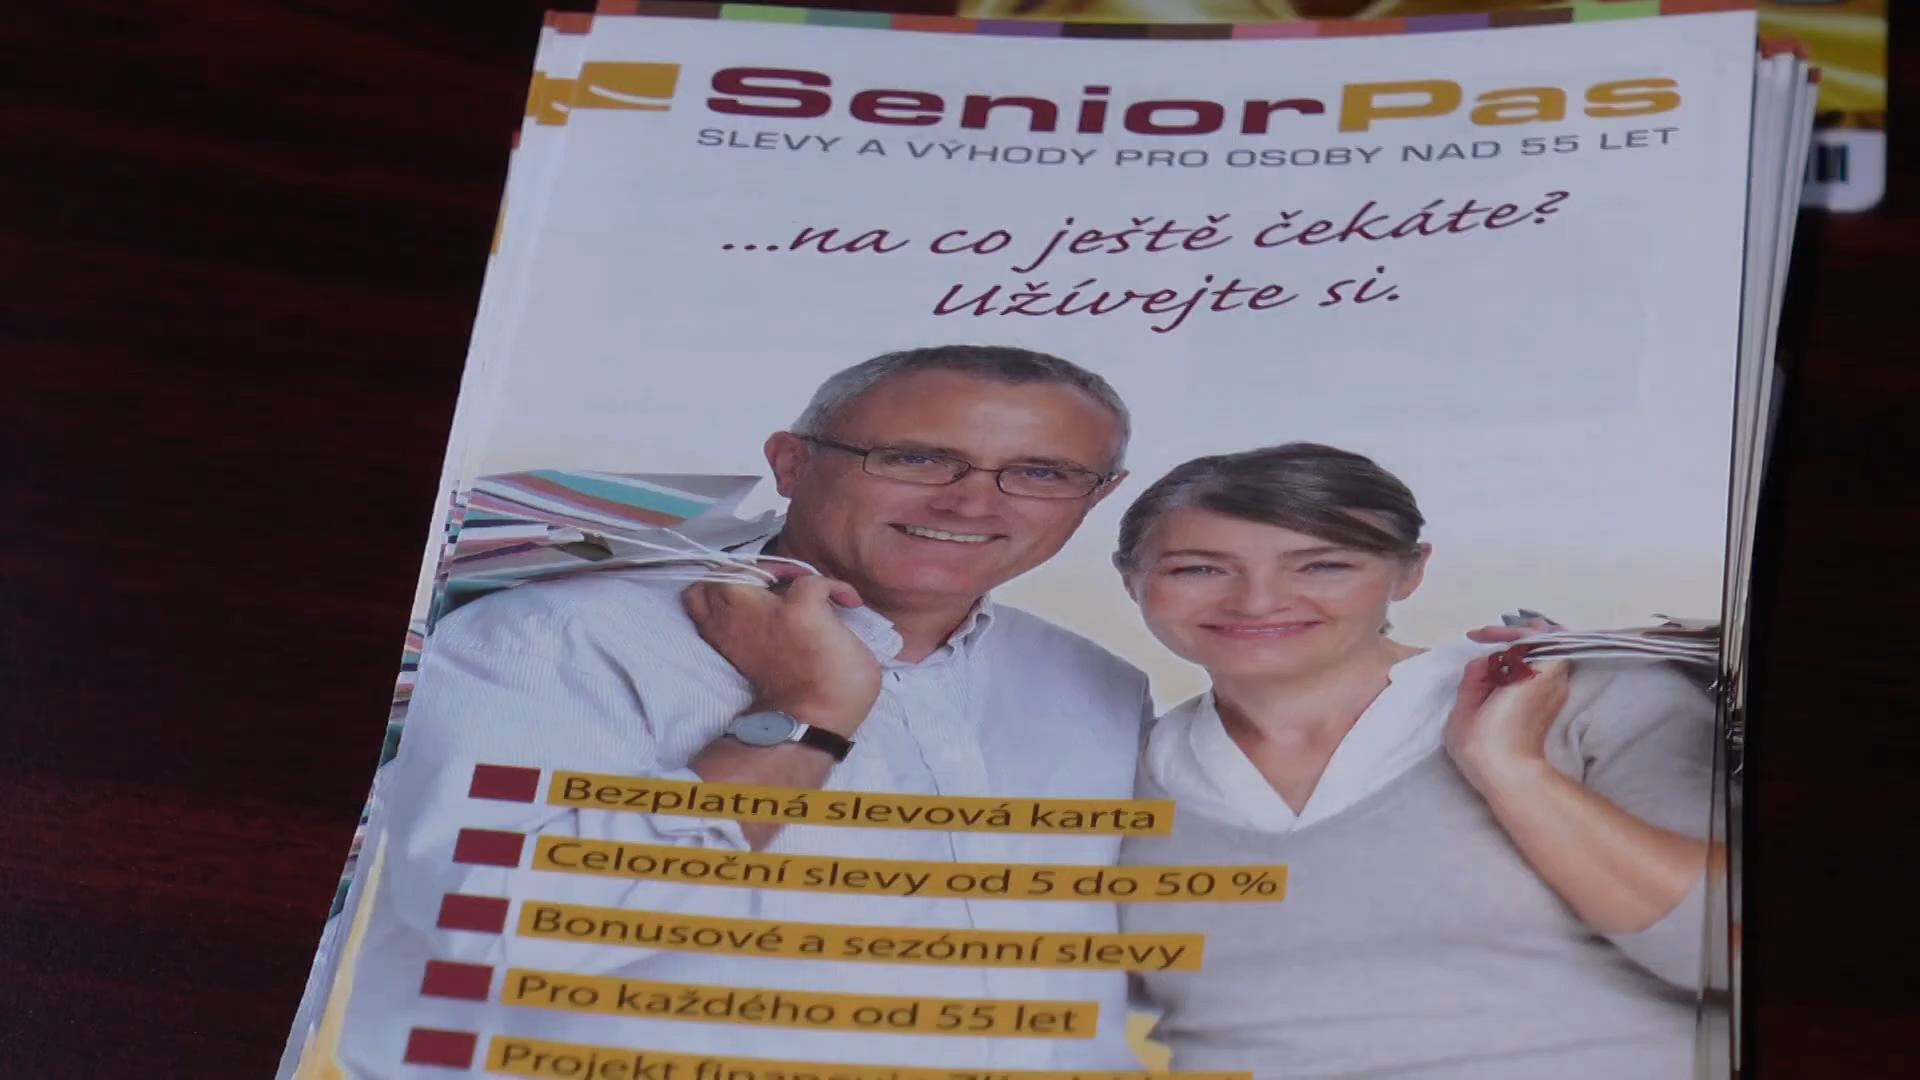 SeniorPas
SLEVY A VÝHODY PRO OSOBY NAD 55 LET
...na co ještě čekáte?
Užívejte si.
Bezplatná slevová karta
Celoroční slevy od 5 do 50 %
Bonusové a sezónní slevy
Pro každého od 55 let
Projekt financuje